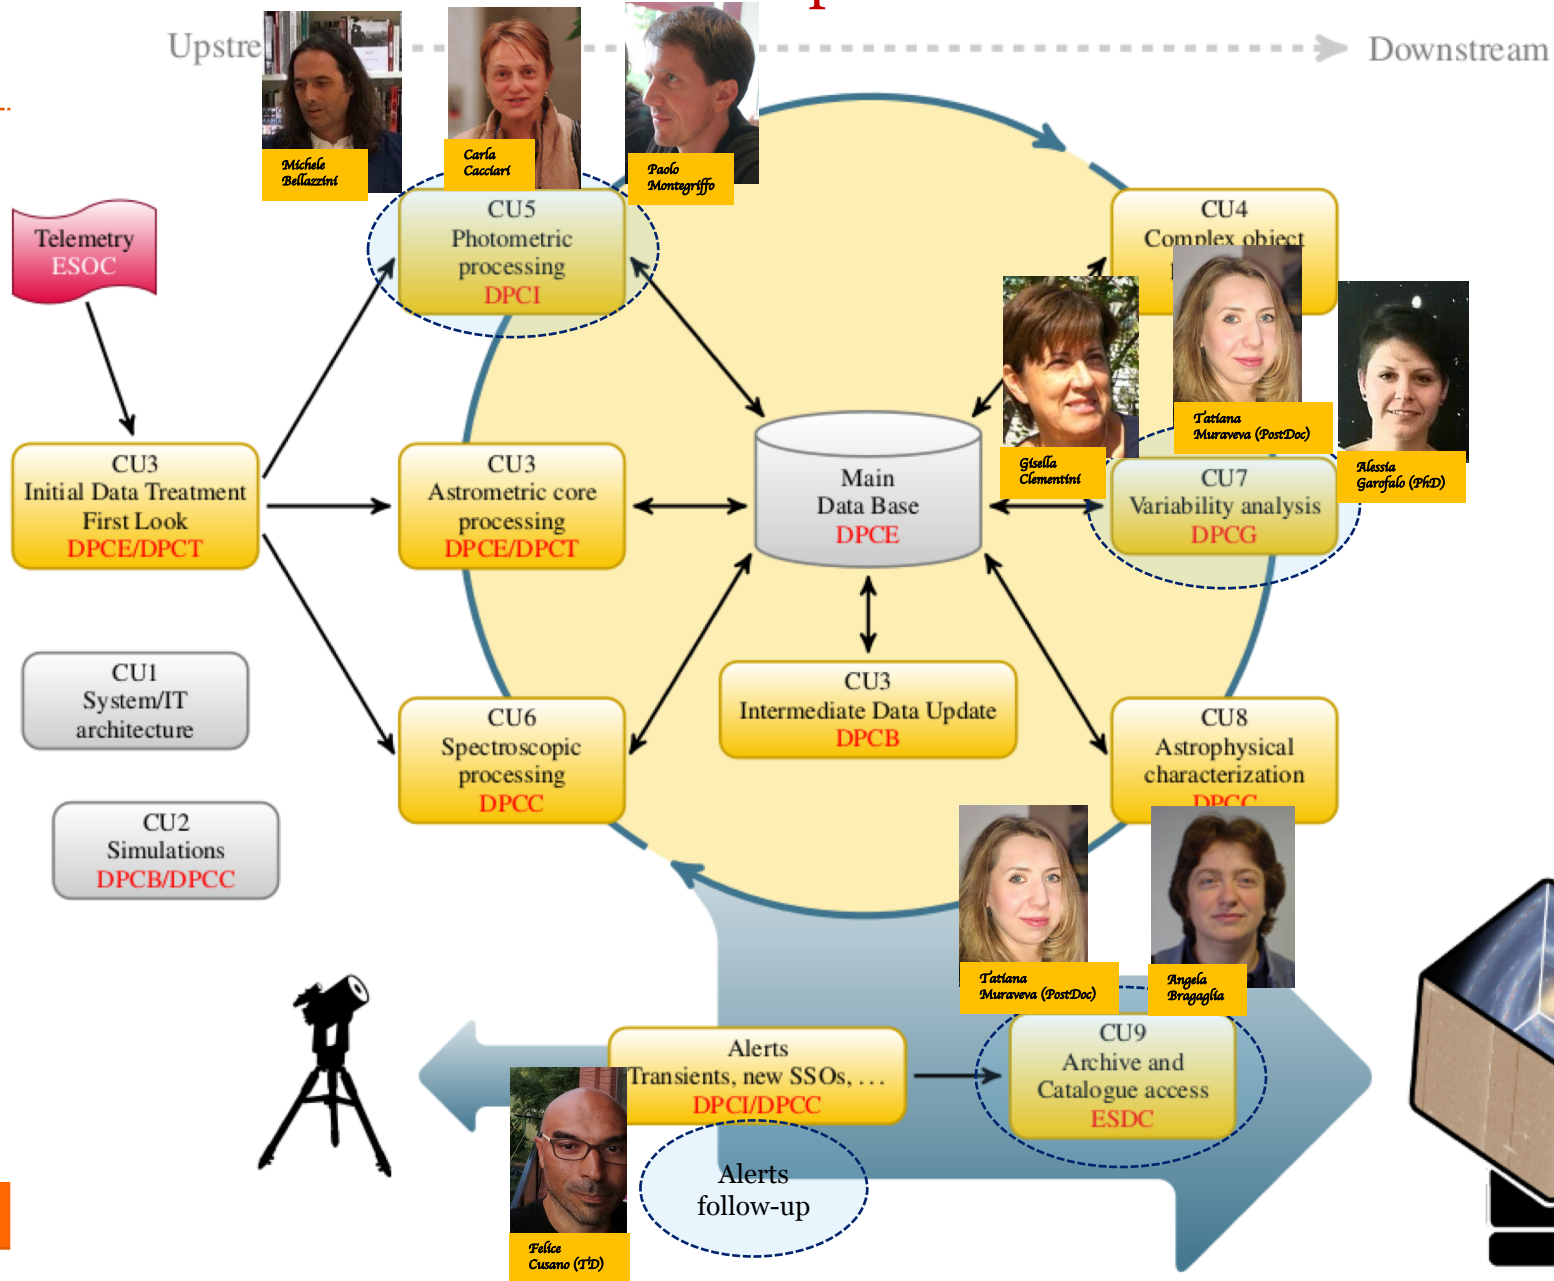 Upstre
Downstream
Michele
Bellazzini
Carla
Cacciari
Paolo
Montegriffo
Telemetry
ESOC
CU5
Photometric
processing
DPCI
CU4
Complex object
Gisella
Clementini
Tatiana
Muraveva (PostDoc)
Alessia
Garofalo (PhD)
CU3
Initial Data Treatment
First Look
DPCE/DPCT
CU3
Astrometric core
processing
DPCE/DPCT
Main
Data Base
DPCE
CU7
Variability analysis
DPCG
CU1
System/IT
architecture
CU6
Spectroscopic
processing
DPCC
CU3
Intermediate Data Update
DPCB
CU8
Astrophysical
characterization
DPCC
CU2
Simulations
DPCB/DPCC
Tatiana
Muraveva (PostDoc)
Angela
Bragaglia
Alerts
Transients, new SSOs, ...
DPCI/DPCC
CU9
Archive and
Catalogue access
ESDC
Alerts
follow-up
Felice
Cusano (TD)